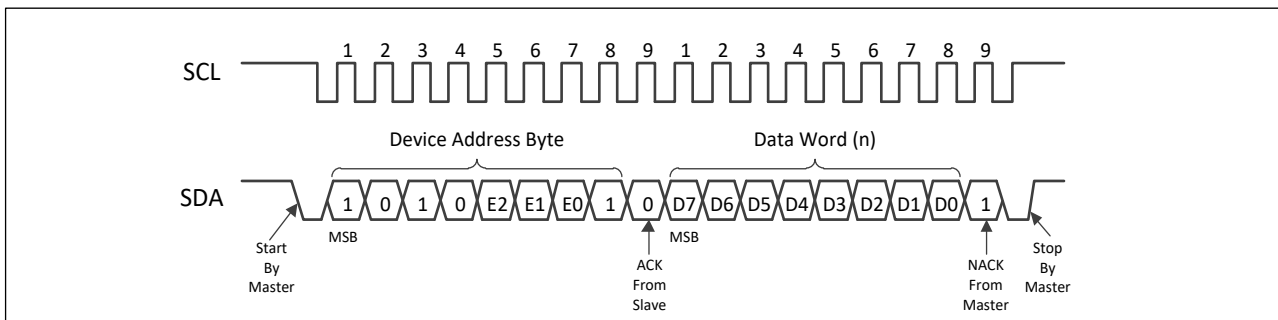 1 2 3 4 5 6 7 8 9 1 2 3 4 5 6 7 8 9
SCL
Device Address Byte Data Word (n)
SDA
1 0 1 0 E2 E1 E0 1 0 D7 D6 D5 D4 D3 D2 D1 D0 1
MSB MSB
Start
By
Master
ACK
From
Slave
NACK
From
Master
Stop
By
Master